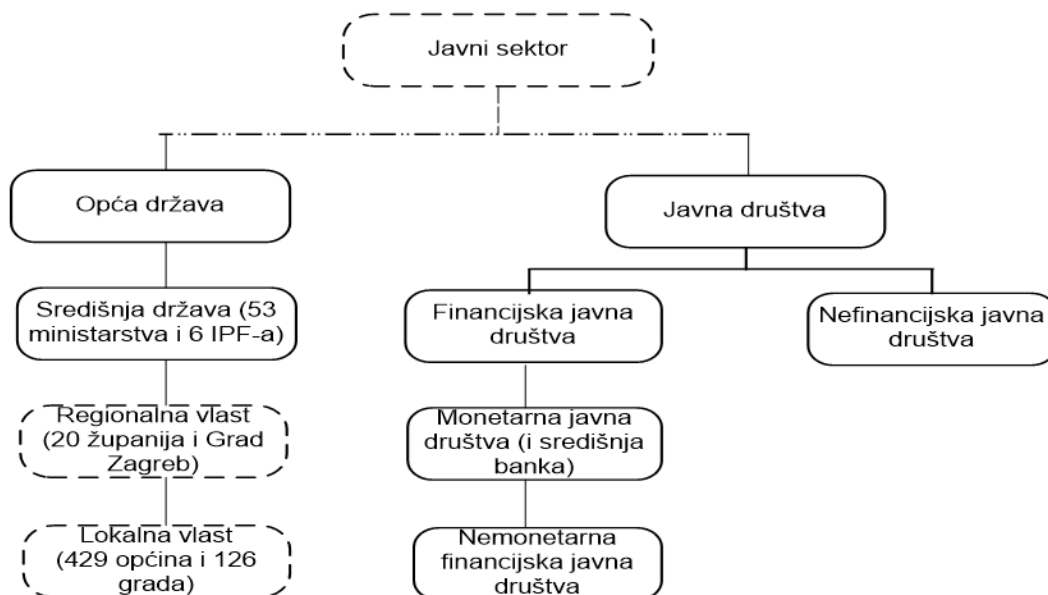 Javni sektor
Opća država
Javna društva
Središnja država (53
ministarstva i 6 IPF-a)
Financijska javna
društva
Nefinancijska javna
društva
Regionalna vlast
(20 županija i Grad
Zagreb)
Monetarna javna
društva (i središnja
banka)
Lokalna vlast
(429 općina i 126
grada)
Nemonetarna
financijska javna
društva